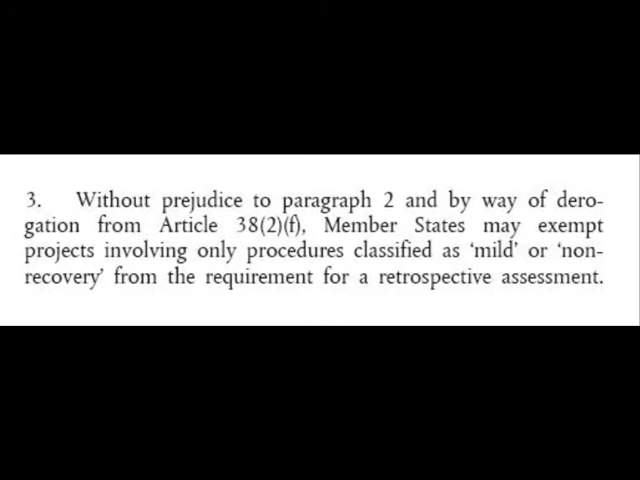 3. Without prejudice to paragraph 2 and by way of dero-
gation from Article 38(2)(f), Member States may exempt
projects involving only procedures classified as ‘mild’ or ‘non-
recovery’ from the requirement for a retrospective assessment.